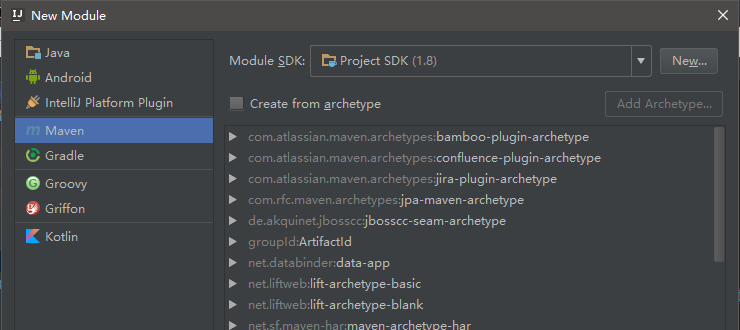 New Module
Java
Android
IntelliJ Platform Plugin
Maven
Gradle
Groovy
Griffon
Kotlin
Module SDK: Project SDK (1.8) New...
Create from archetype Add Archetype...
com.atlassian.maven.archetypes:bamboo-plugin-archetype
com.atlassian.maven.archetypes:confluence-plugin-archetype
com.atlassian.maven.archetypes:jira-plugin-archetype
com.rfc.maven.archetypes:jpa-maven-archetype
de.akquinet.jbosscc:jbosscc-seam-archetype
groupId:ArtifactId
net.databinder:data-app
net.liftweb:lift-archetype-basic
net.liftweb:lift-archetype-blank
net.sf.maven-har:maven-archetype-har